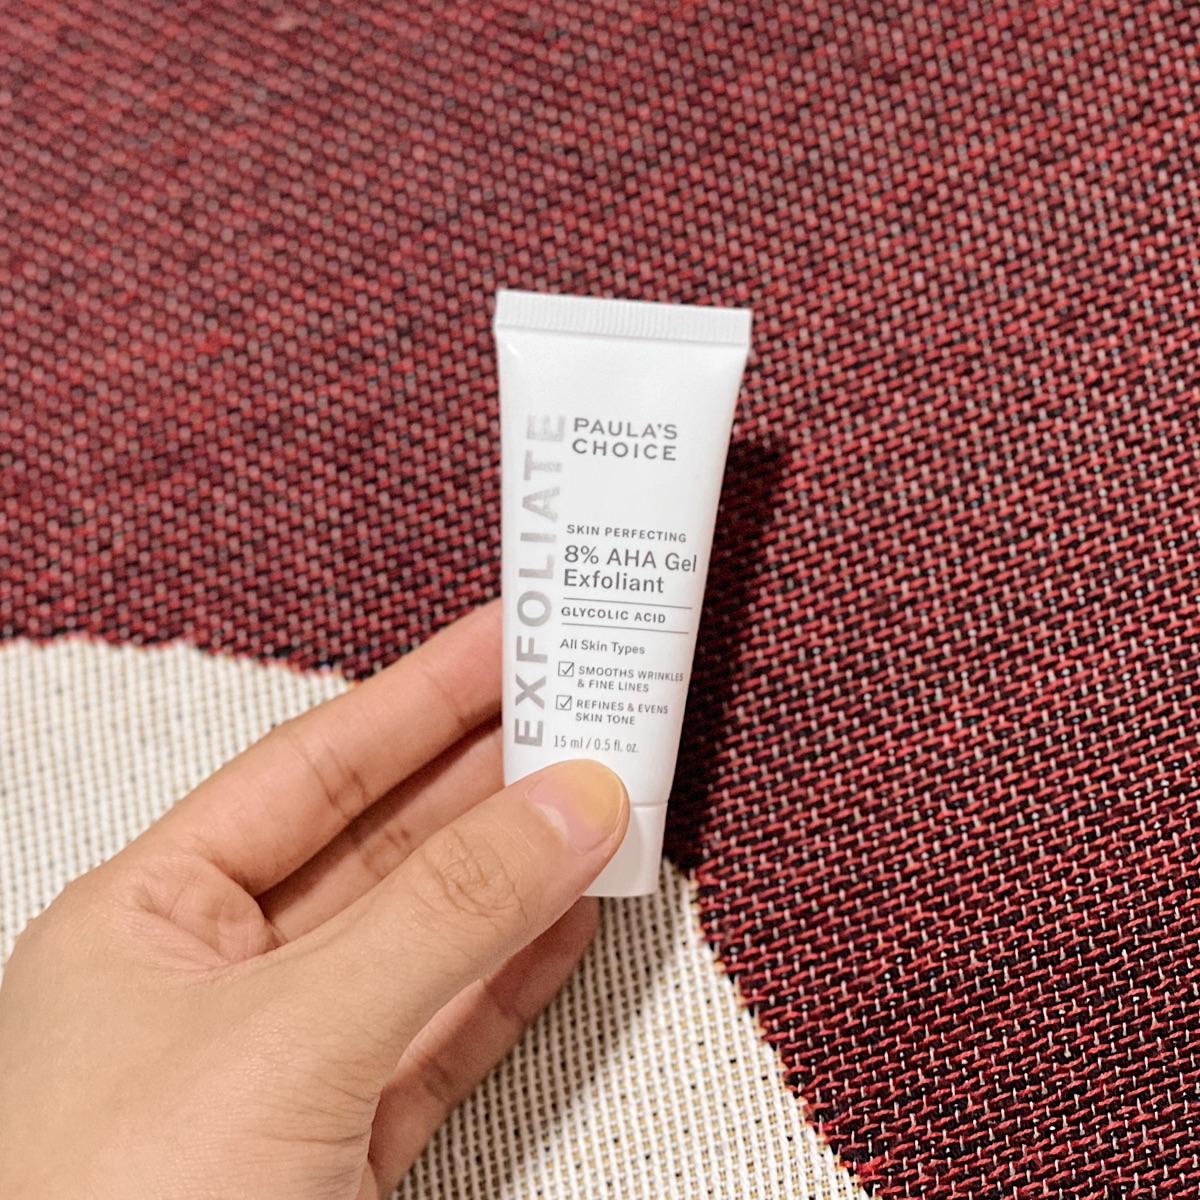 EXFOLIATE
PAULA'S
CHOICE
SKIN PERFECTING
8% AHA Gel
Exfoliant
GLYCOLIC ACID
All Skin Types
SMOOTHS WRINKLES
& FINE LINES
REFINES & EVENS
SKIN TONE
15 ml / 0.5 fl. oz.